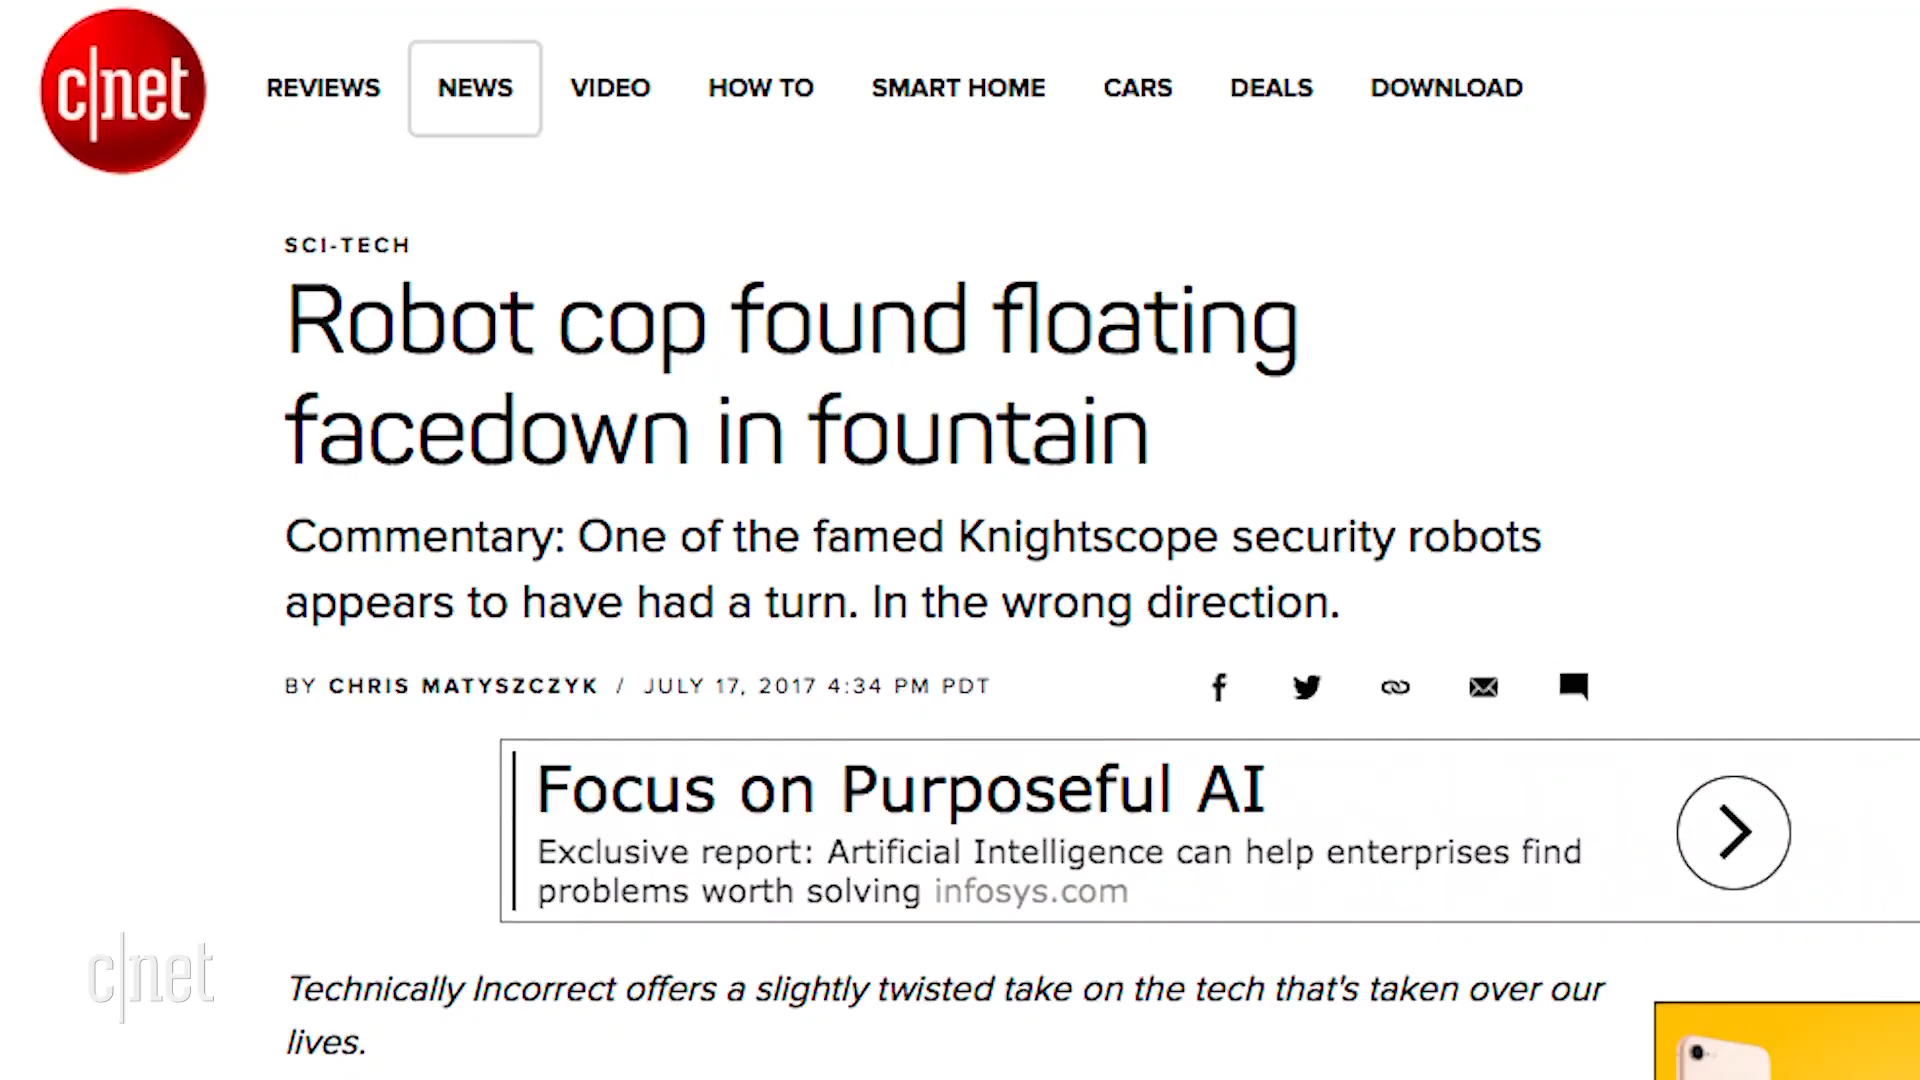 c|net
REVIEWS NEWS VIDEO HOW TO SMART HOME CARS DEALS DOWNLOAD
SCI-TECH
Robot cop found floating
facedown in fountain
Commentary: One of the famed Knightscope security robots
appears to have had a turn. In the wrong direction.
BY CHRIS MATYSZCZYK / JULY 17, 2017 4:34 PM PDT
Focus on Purposeful AI
Exclusive report: Artificial Intelligence can help enterprises find
problems worth solving infosys.com
c|net
Technically Incorrect offers a slightly twisted take on the tech that's taken over our
lives.